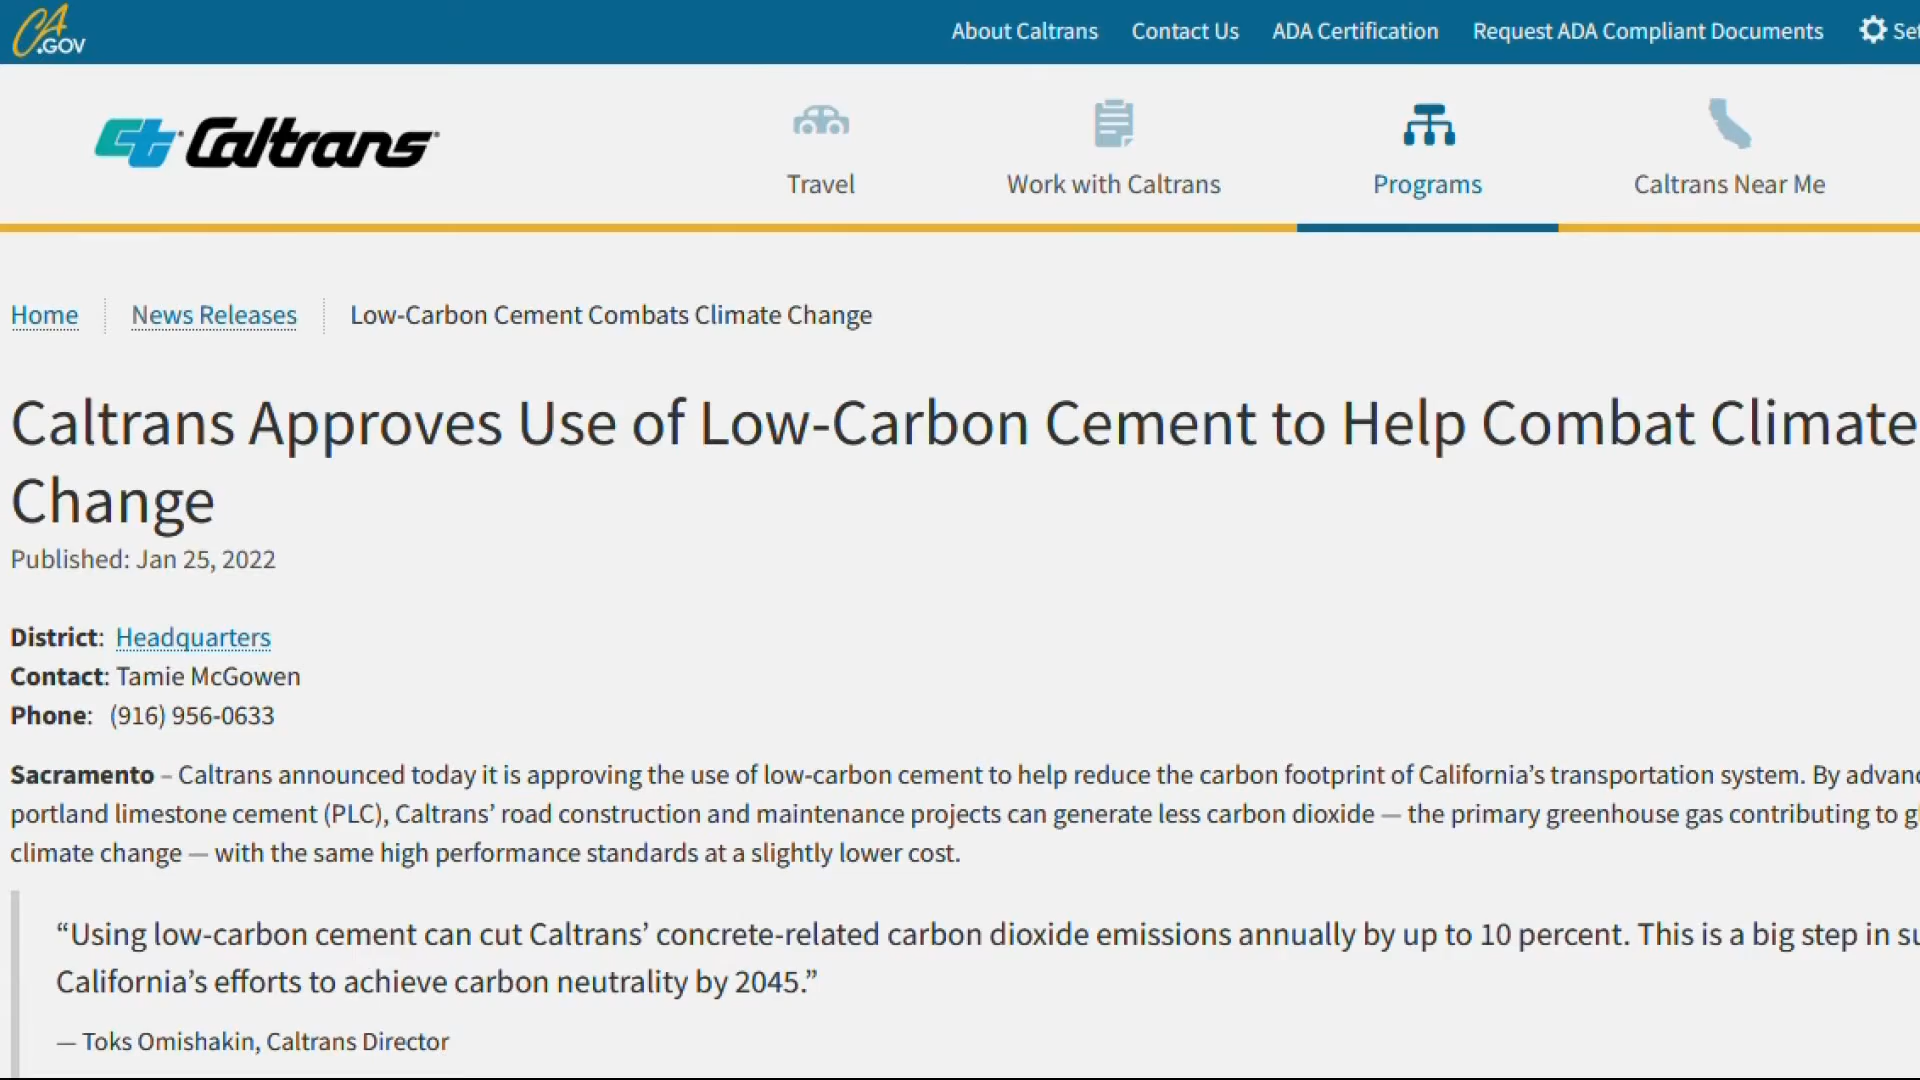 CA.GOV
About Caltrans Contact Us ADA Certification Request ADA Compliant Documents
Caltrans
Travel Work with Caltrans Programs Caltrans Near Me
Home News Releases Low-Carbon Cement Combats Climate Change
Caltrans Approves Use of Low-Carbon Cement to Help Combat Climate
Change
Published: Jan 25, 2022
District: Headquarters
Contact: Tamie McGowen
Phone: (916) 956-0633
Sacramento – Caltrans announced today it is approving the use of low-carbon cement to help reduce the carbon footprint of California’s transportation system. By
portland limestone cement (PLC), Caltrans’ road construction and maintenance projects can generate less carbon dioxide — the primary greenhouse gas contributing to
climate change — with the same high performance standards at a slightly lower cost.
“Using low-carbon cement can cut Caltrans’ concrete-related carbon dioxide emissions annually by up to 10 percent. This is a big step in
California’s efforts to achieve carbon neutrality by 2045.”
— Toks Omishakin, Caltrans Director